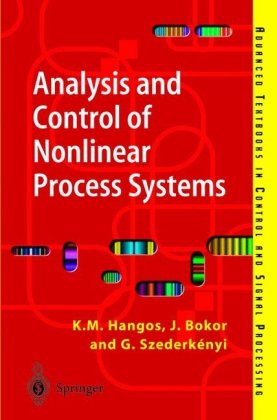 Analysis and
Control of
Nonlinear
Process Systems
K.M. Hangos, J. Bokor
and G. Szederkényi
Springer
ADVANCED TEXTBOOKS IN CONTROL AND SIGNAL PROCESSING